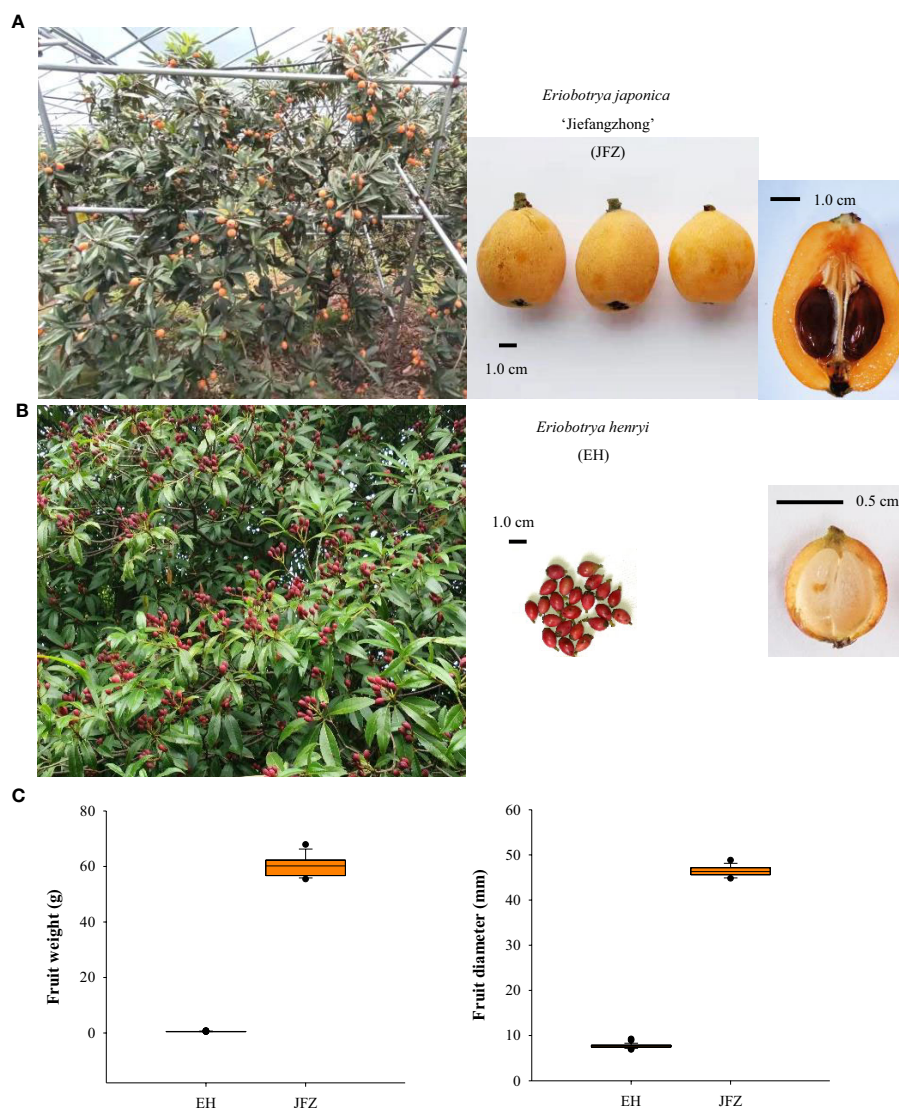 A
Eriobotrya japonica
‘Jiefangzhong’
(JFZ)
1.0 cm
1.0 cm
B
Eriobotrya henryi
(EH)
1.0 cm
0.5 cm
C
Fruit weight (g)
80
60
40
20
0
EH JFZ
Fruit diameter (mm)
60
50
40
30
20
10
0
EH JFZ